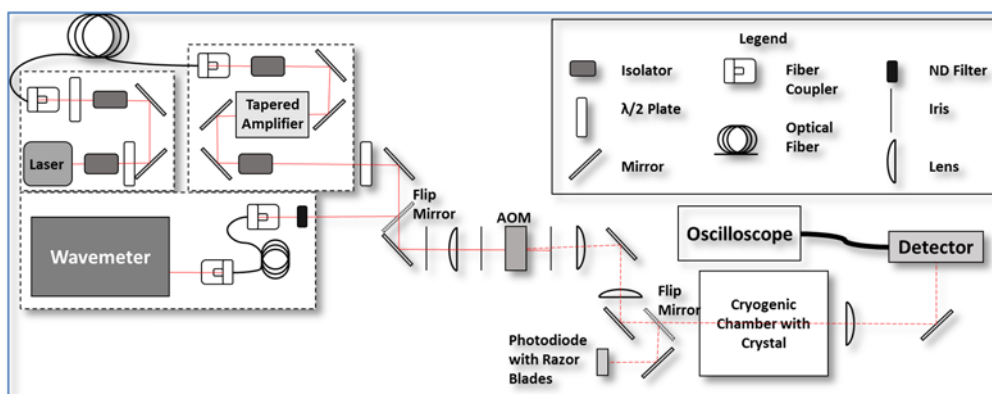 Legend
Isolator
Fiber
Coupler
ND Filter
λ/2 Plate
Optical
Fiber
Iris
Mirror
Lens
Tapered
Amplifier
Laser
Flip
Mirror
AOM
Wavemeter
Oscilloscope
Detector
Flip
Mirror
Cryogenic
Chamber with
Crystal
Photodiode
with Razor
Blades